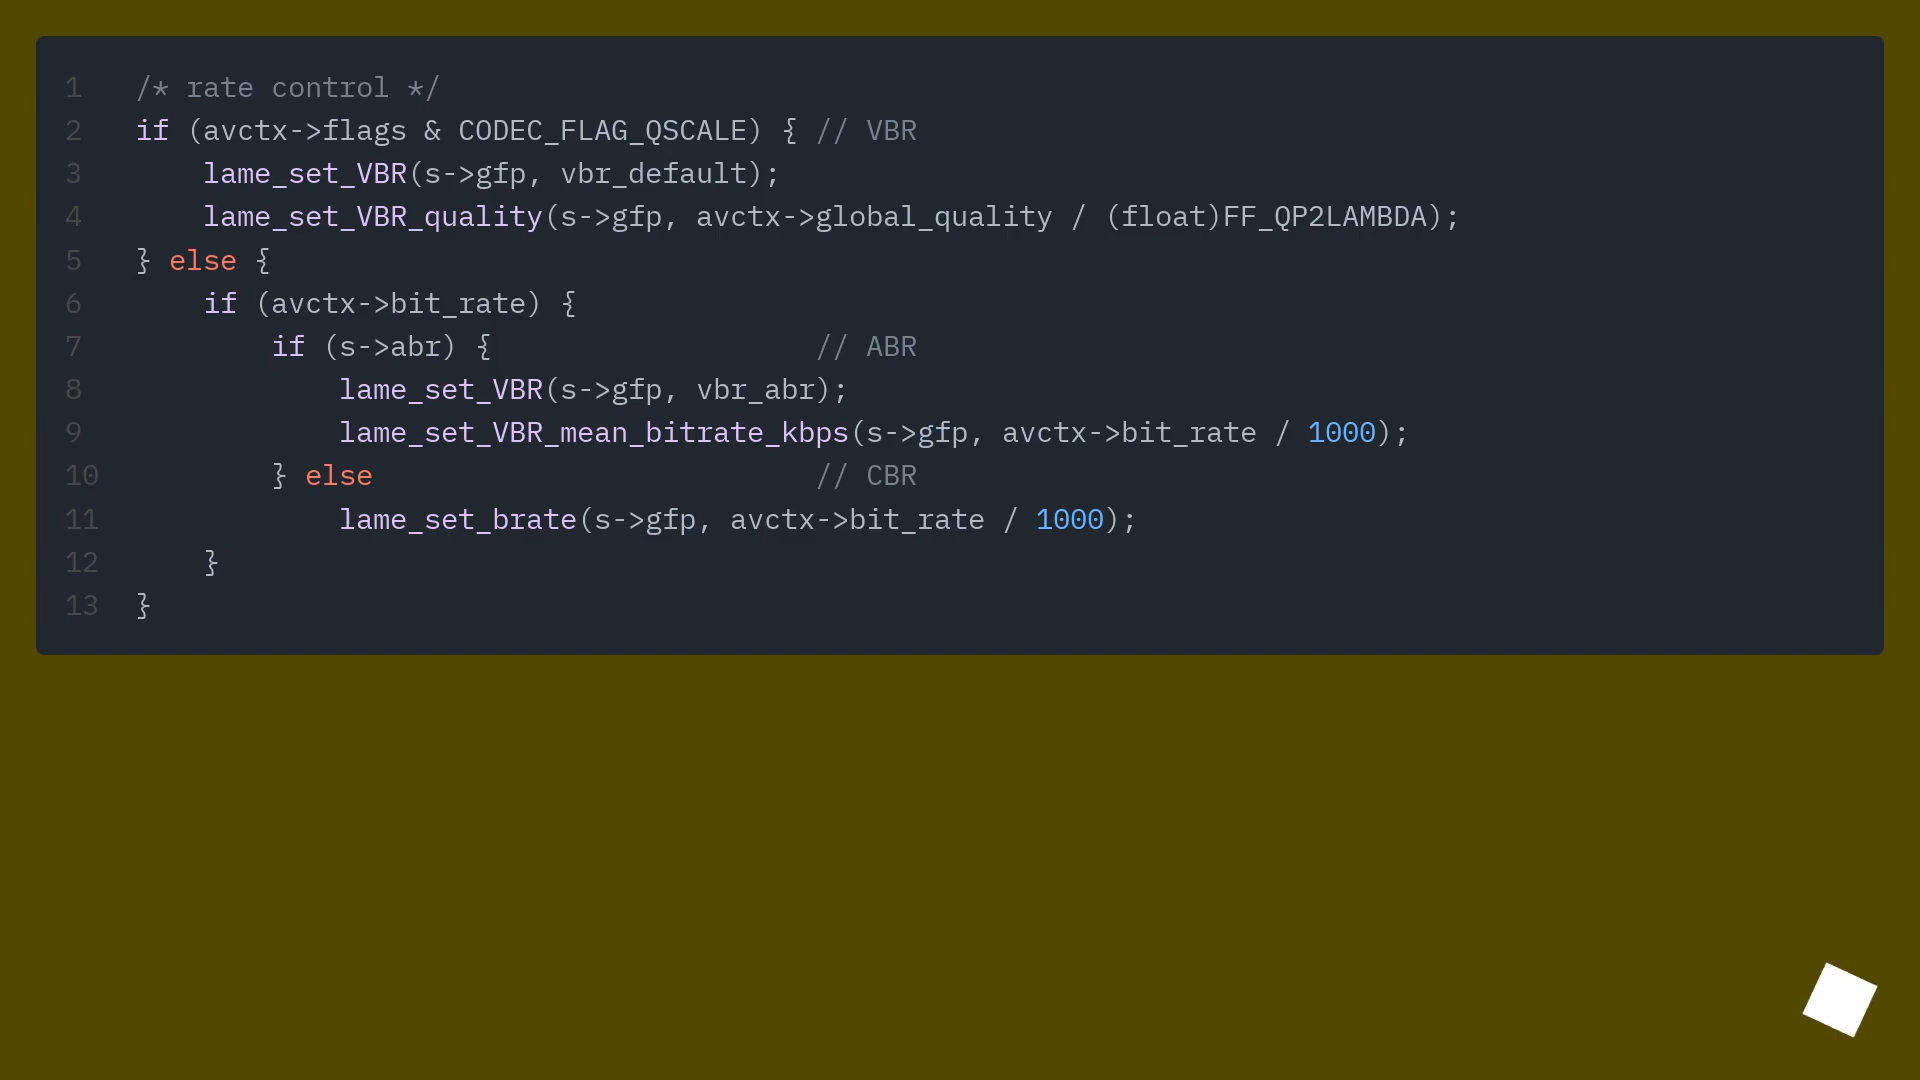 1 /* rate control */
2 if (avctx->flags & CODEC_FLAG_QSCALE) { // VBR
3     lame_set_VBR(s->gfp, vbr_default);
4     lame_set_VBR_quality(s->gfp, avctx->global_quality / (float)FF_QP2LAMBDA);
5 } else {
6     if (avctx->bit_rate) {
7         if (s->abr) {                   // ABR
8             lame_set_VBR(s->gfp, vbr_abr);
9             lame_set_VBR_mean_bitrate_kbps(s->gfp, avctx->bit_rate / 1000);
10         } else                          // CBR
11             lame_set_brate(s->gfp, avctx->bit_rate / 1000);
12     }
13 }